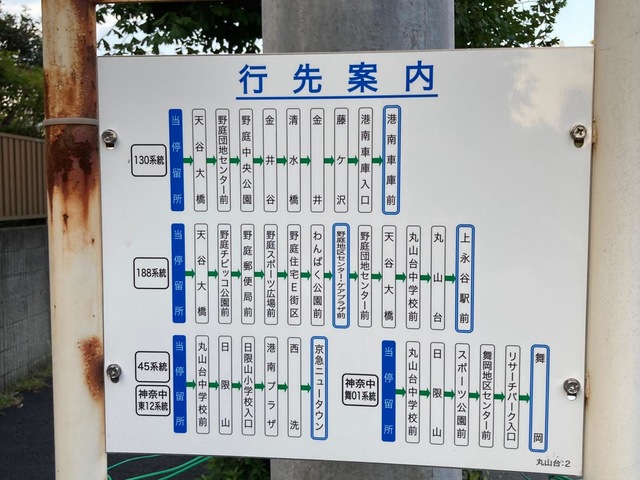 行先案内
130系統
当停留所
天谷大橋
野庭団地センター前
野庭中央公園
金井谷
清水橋
金井
藤ケ沢
港南車庫入口
港南車庫前
188系統
当停留所
天谷大橋
野庭チビッコ公園前
野庭郵便局前
野庭スポーツ広場前
野庭住宅E街区
わんぱく公園前
野庭地区センター・ケアプラザ前
野庭団地センター前
天谷大橋
丸山台中学校前
丸山台
上永谷駅前
45系統
神奈中
東12系統
当停留所
丸山台中学校前
日限山
日限山小学校入口
港南プラザ
西洗
京急ニュータウン
神奈中
舞01系統
当停留所
丸山台中学校前
日限山
スポーツ公園前
舞岡地区センター前
リサーチパーク入口
舞岡
丸山台:2